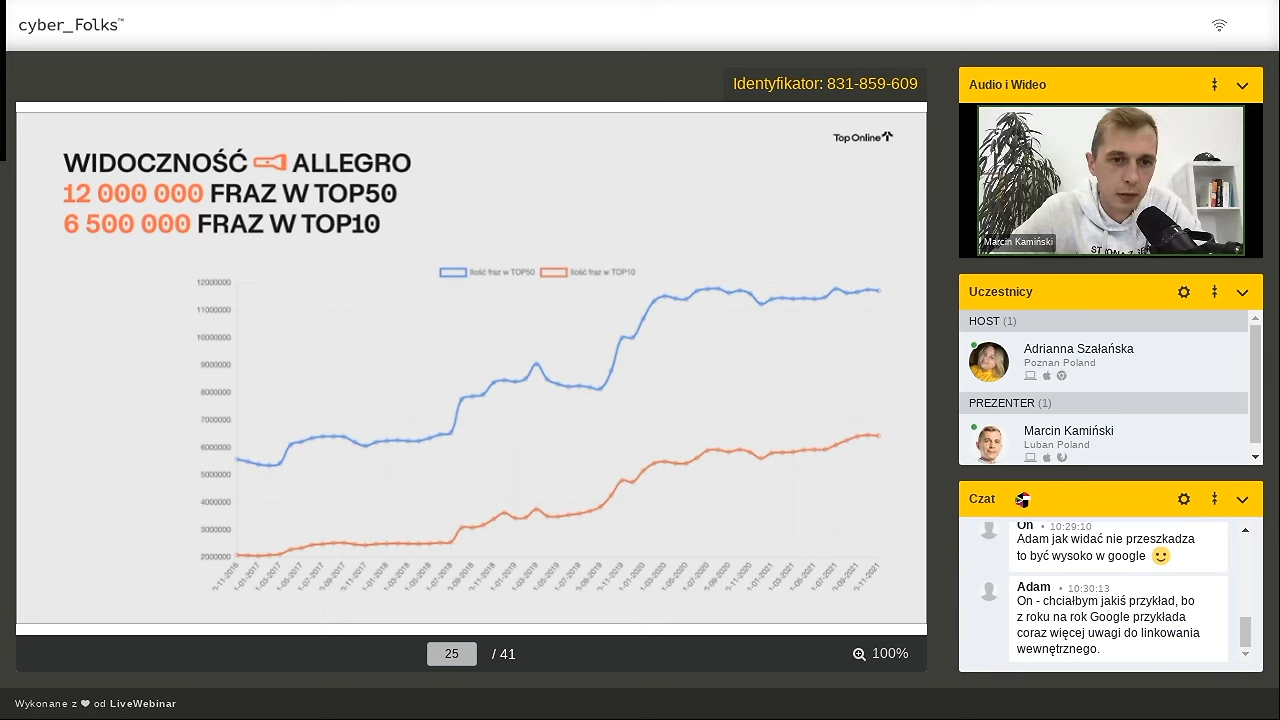 cyber_Folks™
Identyfikator: 831-859-609
Top Online
WIDOCZNOŚĆ ALLEGRO
12 000 000 FRAZ W TOP50
6 500 000 FRAZ W TOP10
Ilość fraz w TOP50 Ilość fraz w TOP10
12000000
11000000
10000000
9000000
8000000
7000000
6000000
5000000
4000000
3000000
2000000
25 / 41
100%
Audio i Wideo
Marcin Kamiński
Uczestnicy
HOST (1)
Adrianna Szałańska
Poznan Poland
PREZENTER (1)
Marcin Kamiński
Luban Poland
Czat
On • 10:29:10
Adam jak widać nie przeszkadza
to być wysoko w google
Adam • 10:30:13
On - chciałbym jakiś przykład, bo
z roku na rok Google przykłada
coraz więcej uwagi do linkowania
wewnętrznego.
Wykonane z od LiveWebinar